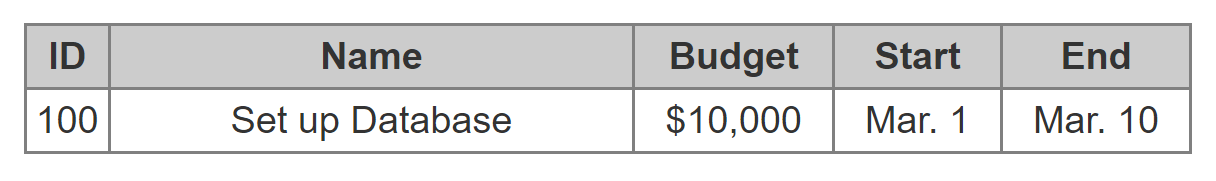 ID Name Budget Start End
100 Set up Database $10,000 Mar. 1 Mar. 10